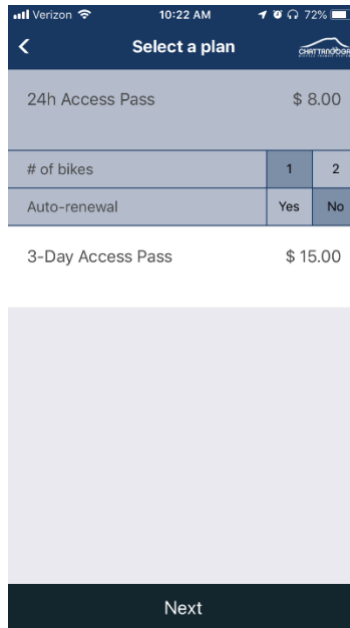 Verizon 10:22 AM 72%
Select a plan
CHATTANOOGA
24h Access Pass $ 8.00
# of bikes 1 2
Auto-renewal Yes No
3-Day Access Pass $ 15.00
Next